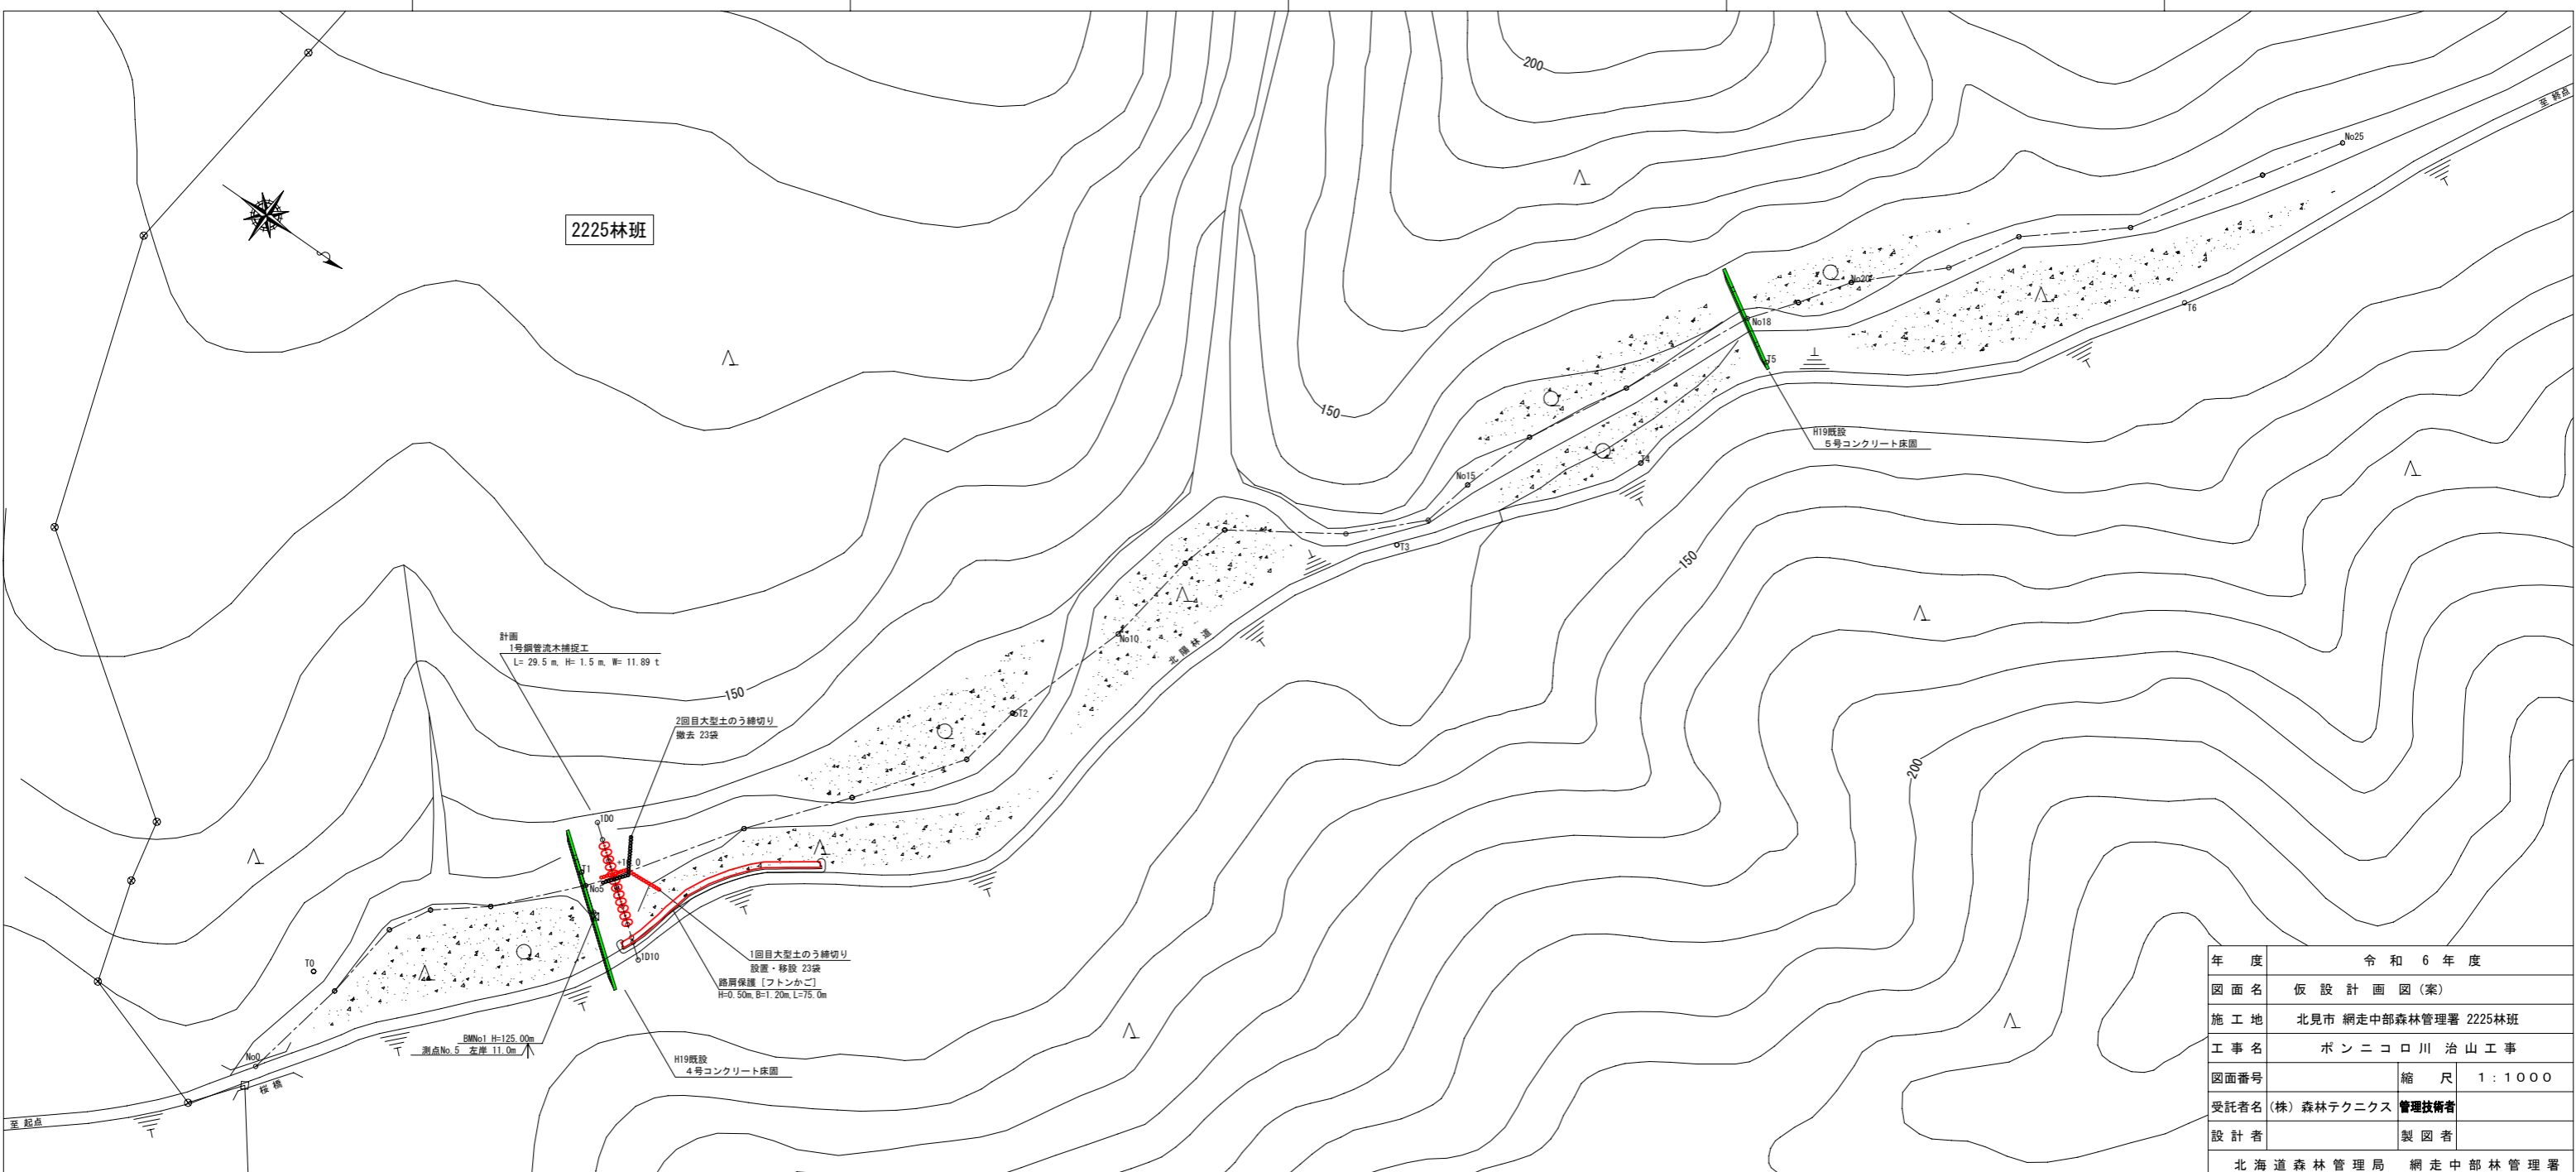 200
至 終点
No25
2225林班
No20
T6
No18
T5
150
H19既設
5号コンクリート床固
T4
No15
T3
150
北陽林道
No10
計画
1号鋼管流木捕捉工
L= 29.5 m, H= 1.5 m, W= 11.89 t
150
T2
2回目大型土のう締切り
撤去 23袋
200
1D0
T1
No5
1D10
1回目大型土のう締切り
設置・移設 23袋
路肩保護 [フトンかご]
H=0.50m,B=1.20m,L=75.0m
T0
BMNo1 H=125.00m
測点No.5 左岸 11.0m
H19既設
4号コンクリート床固
No0
桜橋
至 起点
年 度 令 和 6 年 度
図 面 名 仮 設 計 画 図 (案)
施 工 地 北見市 網走中部森林管理署 2225林班
工 事 名 ポ ン ニ コ ロ 川 治 山 工 事
図面番号 縮 尺 1 : 1 0 0 0
受託者名 (株) 森林テクニクス 管理技術者
設 計 者 製 図 者
北 海 道 森 林 管 理 局 網 走 中 部 林 管 理 署